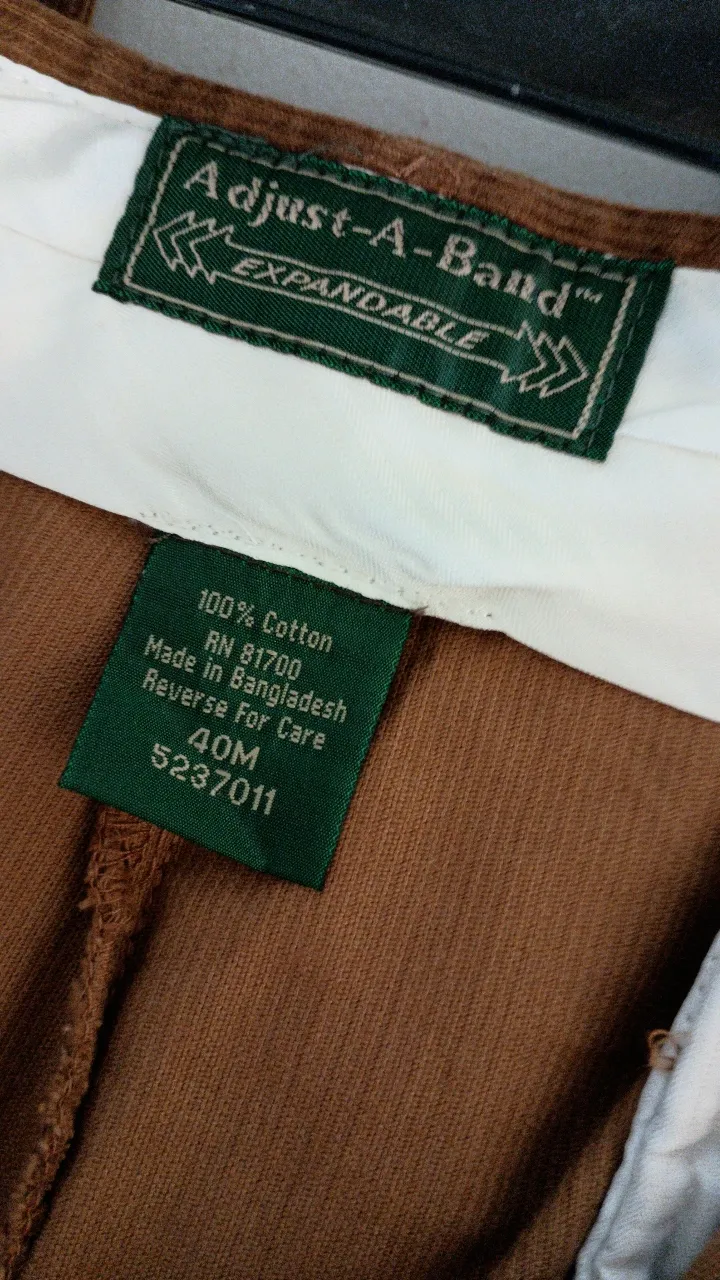 Adjust-A-Band™
EXPANDABLE
100% Cotton
RN 81700
Made in Bangladesh
Reverse For Care
40M
5237011